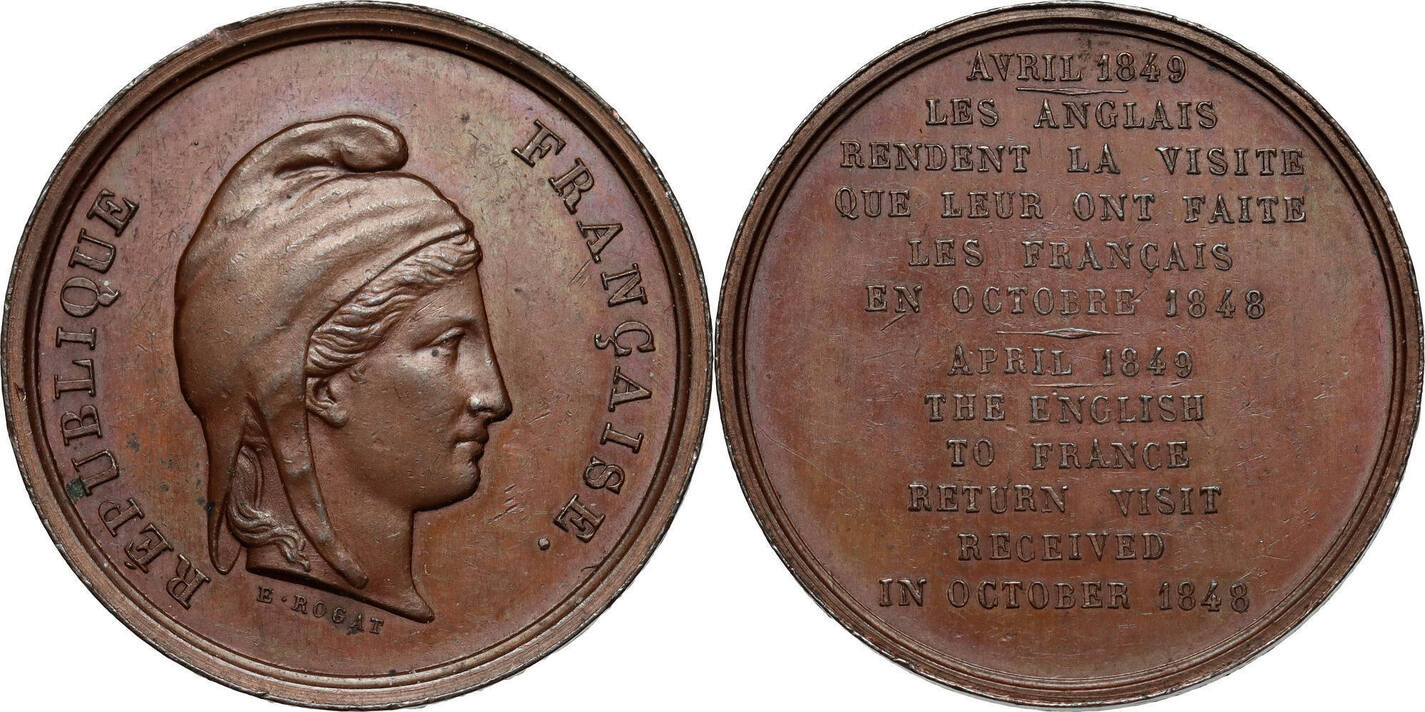 RÉPUBLIQUE FRANÇAISE.
E · ROGAT
AVRIL 1849
LES ANGLAIS
RENDENT LA VISITE
QUE LEUR ONT FAITE
LES FRANÇAIS
EN OCTOBRE 1848
APRIL 1849
THE ENGLISH
TO FRANCE
RETURN VISIT
RECEIVED
IN OCTOBER 1848